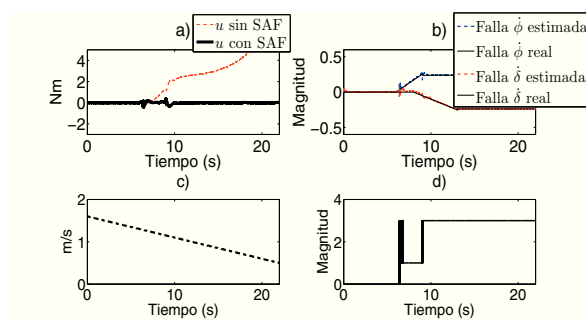 a)
u sin SAF
u con SAF
Nm
4
2
0
-2
0
10
20
Tiempo (s)
b)
Falla φ̇ estimada
Falla φ̇ real
Falla δ̇ estimada
Falla δ̇ real
Magnitud
0.5
0
-0.5
0
10
20
Tiempo (s)
c)
m/s
2
1
0
0
10
20
Tiempo (s)
d)
Magnitud
4
2
0
0
10
20
Tiempo (s)